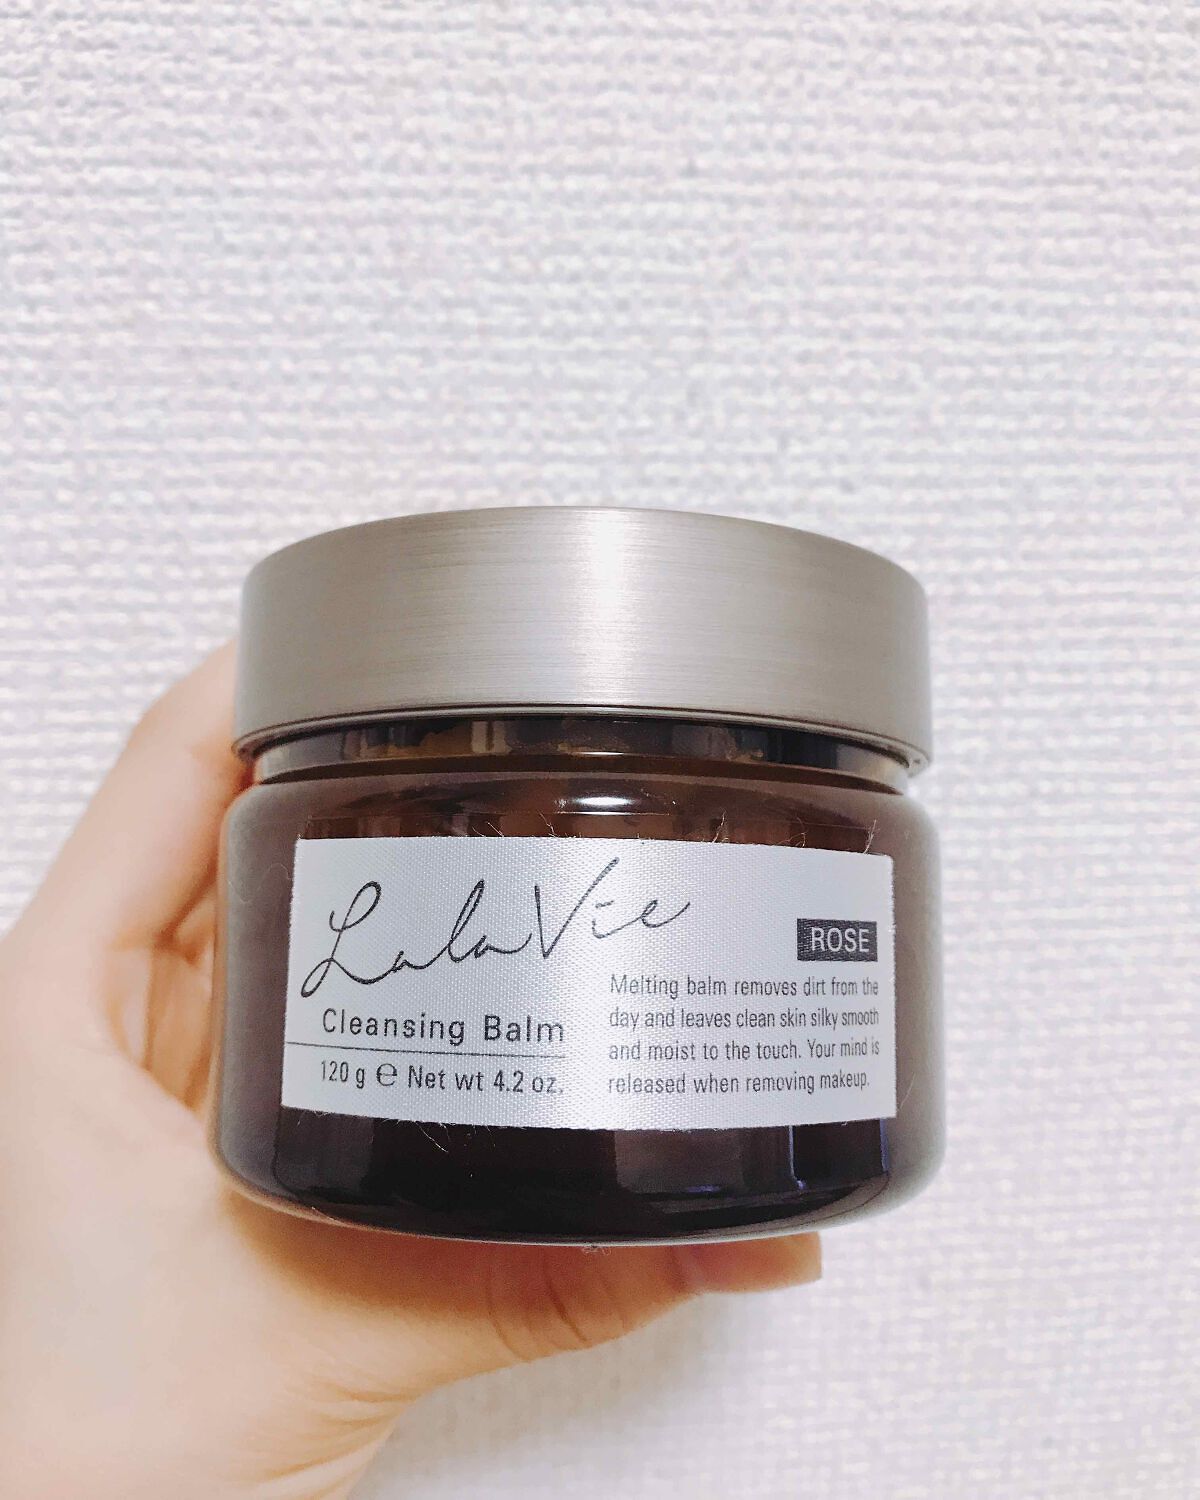 LalaVie
Cleansing Balm
120 g ℮ Net wt 4.2 oz.
ROSE
Melting balm removes dirt from the
day and leaves clean skin silky smooth
and moist to the touch. Your mind is
released when removing makeup.